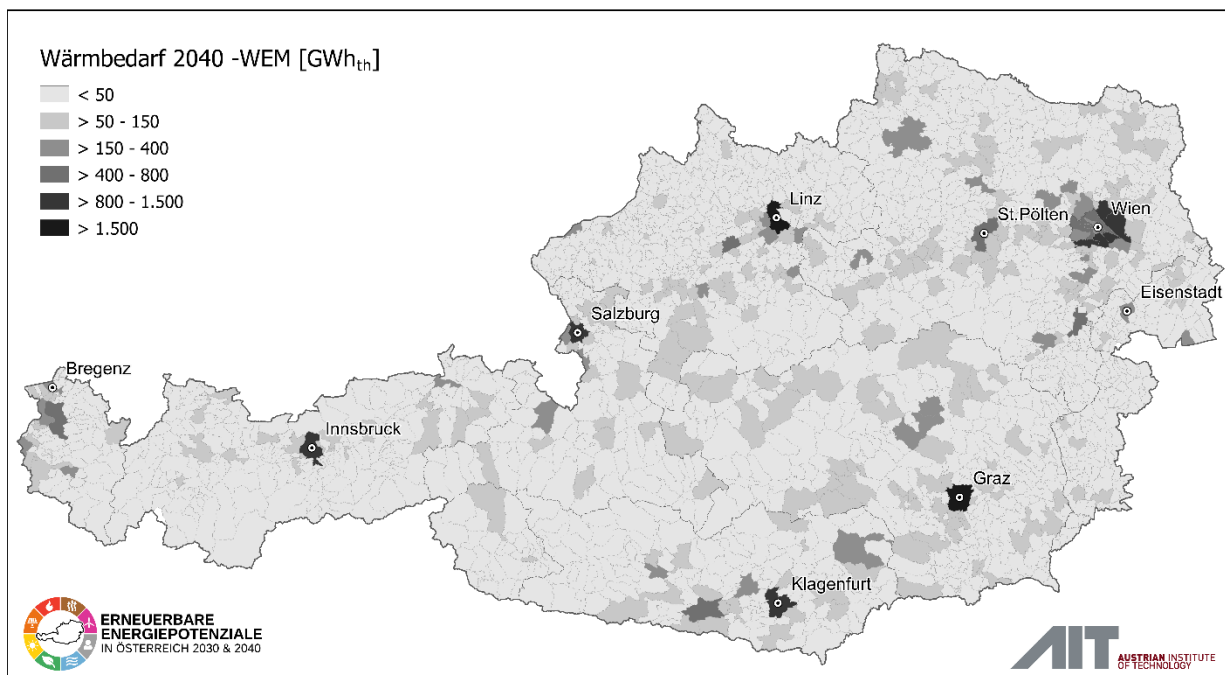 Wärmbedarf 2040 -WEM [GWhth]
< 50
> 50 - 150
> 150 - 400
> 400 - 800
> 800 - 1.500
> 1.500
Linz
St.Pölten
Wien
Eisenstadt
Salzburg
Bregenz
Innsbruck
Graz
Klagenfurt
ERNEUERBARE
ENERGIEPOTENZIALE
IN ÖSTERREICH 2030 & 2040
AIT
AUSTRIAN INSTITUTE
OF TECHNOLOGY